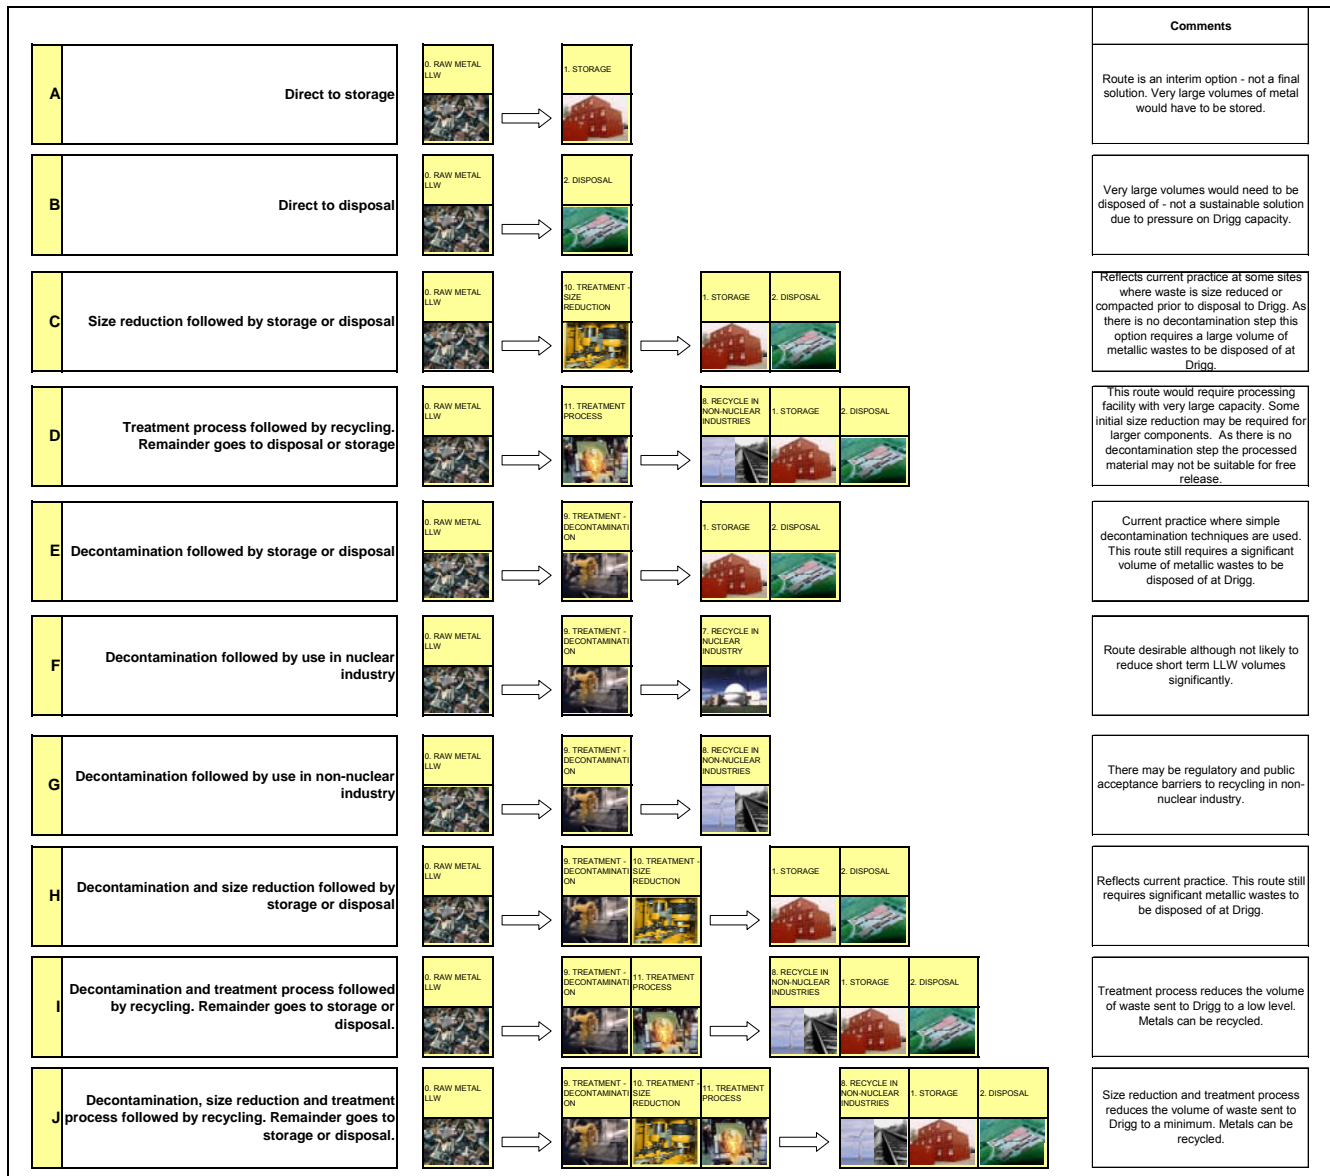 Comments
A
Direct to storage
0. RAW METAL
LLW
1. STORAGE
Route is an interim option - not a final
solution. Very large volumes of metal
would have to be stored.
B
Direct to disposal
0. RAW METAL
LLW
2. DISPOSAL
Very large volumes would need to be
disposed of - not a sustainable solution
due to pressure on Drigg capacity.
C
Size reduction followed by storage or disposal
0. RAW METAL
LLW
10. TREATMENT -
SIZE
REDUCTION
1. STORAGE
2. DISPOSAL
Reflects current practice at some sites
where waste is size reduced or
compacted prior to disposal to Drigg. As
there is no decontamination step this
option requires a large volume of
metallic wastes to be disposed of at
Drigg.
D
Treatment process followed by recycling.
Remainder goes to disposal or storage
0. RAW METAL
LLW
11. TREATMENT
PROCESS
8. RECYCLE IN
NON-NUCLEAR
INDUSTRIES
1. STORAGE
2. DISPOSAL
This route would require processing
facility with very large capacity. Some
initial size reduction may be required for
larger components.  As there is no
decontamination step the processed
material may not be suitable for free
release.
E
Decontamination followed by storage or disposal
0. RAW METAL
LLW
9. TREATMENT -
DECONTAMINATI
ON
1. STORAGE
2. DISPOSAL
Current practice where simple
decontamination techniques are used.
This route still requires a significant
volume of metallic wastes to be
disposed of at Drigg.
F
Decontamination followed by use in nuclear
industry
0. RAW METAL
LLW
9. TREATMENT -
DECONTAMINATI
ON
7. RECYCLE IN
NUCLEAR
INDUSTRY
Route desirable although not likely to
reduce short term LLW volumes
significantly.
G
Decontamination followed by use in non-nuclear
industry
0. RAW METAL
LLW
9. TREATMENT -
DECONTAMINATI
ON
8. RECYCLE IN
NON-NUCLEAR
INDUSTRIES
There may be regulatory and public
acceptance barriers to recycling in non-
nuclear industry.
H
Decontamination and size reduction followed by
storage or disposal
0. RAW METAL
LLW
9. TREATMENT -
DECONTAMINATI
ON
10. TREATMENT -
SIZE
REDUCTION
1. STORAGE
2. DISPOSAL
Reflects current practice. This route still
requires significant metallic wastes to
be disposed of at Drigg.
I
Decontamination and treatment process followed
by recycling. Remainder goes to storage or
disposal.
0. RAW METAL
LLW
9. TREATMENT -
DECONTAMINATI
ON
11. TREATMENT
PROCESS
8. RECYCLE IN
NON-NUCLEAR
INDUSTRIES
1. STORAGE
2. DISPOSAL
Treatment process reduces the volume
of waste sent to Drigg to a low level.
Metals can be recycled.
J
Decontamination, size reduction and treatment
process followed by recycling. Remainder goes to
storage or disposal.
0. RAW METAL
LLW
9. TREATMENT -
DECONTAMINATI
ON
10. TREATMENT -
SIZE
REDUCTION
11. TREATMENT
PROCESS
8. RECYCLE IN
NON-NUCLEAR
INDUSTRIES
1. STORAGE
2. DISPOSAL
Size reduction and treatment process
reduces the volume of waste sent to
Drigg to a minimum. Metals can be
recycled.